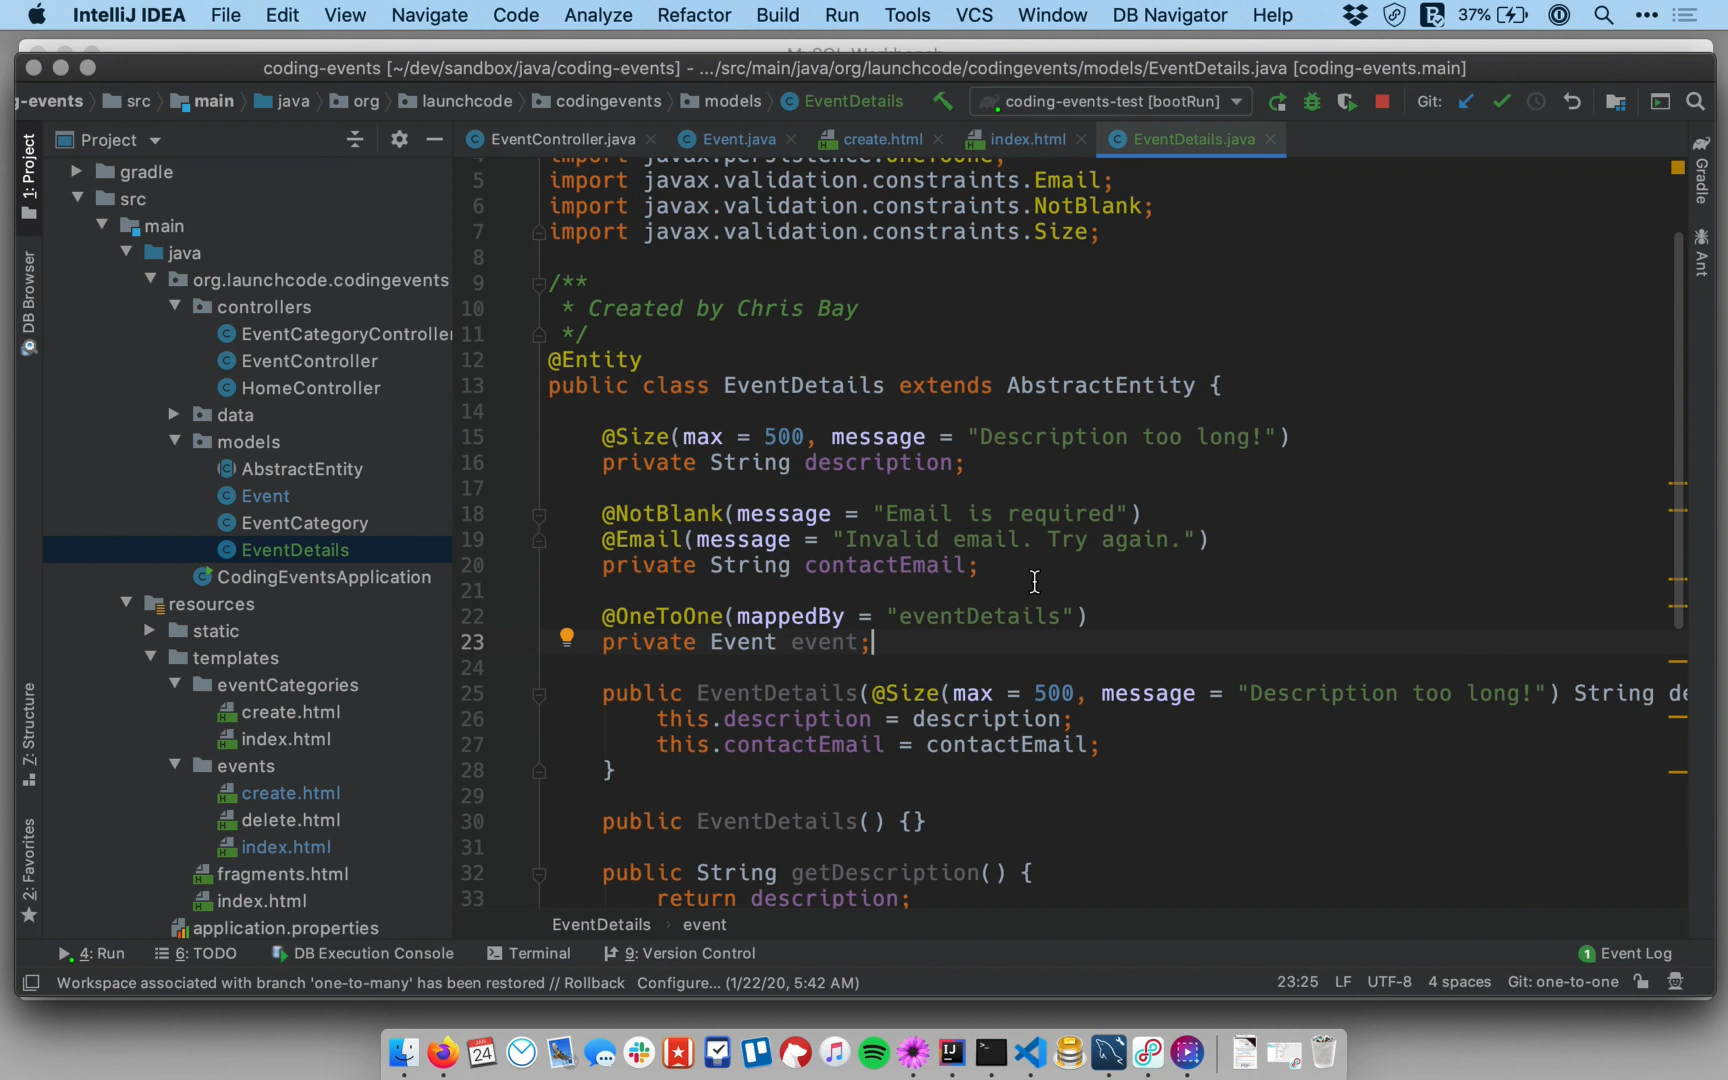 IntelliJ IDEA File Edit View Navigate Code Analyze Refactor Build Run Tools VCS Window DB Navigator Help 37%
coding-events [~/dev/sandbox/java/coding-events] - .../src/main/java/org/launchcode/codingevents/models/EventDetails.java [coding-events.main]
g-events src main java org launchcode codingevents models EventDetails coding-events-test [bootRun] Git:
Project EventController.java Event.java create.html index.html EventDetails.java
1: Project
DB Browser
7: Structure
2: Favorites
gradle
src
main
java
org.launchcode.codingevents
controllers
EventCategoryController
EventController
HomeController
data
models
AbstractEntity
Event
EventCategory
EventDetails
CodingEventsApplication
resources
static
templates
eventCategories
create.html
index.html
events
create.html
delete.html
index.html
fragments.html
index.html
application.properties
4 import javax.persistence.OneToOne;
5 import javax.validation.constraints.Email;
6 import javax.validation.constraints.NotBlank;
7 import javax.validation.constraints.Size;
8
9 /**
10 * Created by Chris Bay
11 */
12 @Entity
13 public class EventDetails extends AbstractEntity {
14
15 @Size(max = 500, message = "Description too long!")
16 private String description;
17
18 @NotBlank(message = "Email is required")
19 @Email(message = "Invalid email. Try again.")
20 private String contactEmail;
21
22 @OneToOne(mappedBy = "eventDetails")
23 private Event event;
24
25 public EventDetails(@Size(max = 500, message = "Description too long!") String de
26 this.description = description;
27 this.contactEmail = contactEmail;
28 }
29
30 public EventDetails() {}
31
32 public String getDescription() {
33 return description;
Gradle
Ant
EventDetails event
4: Run 6: TODO DB Execution Console Terminal 9: Version Control 1 Event Log
Workspace associated with branch 'one-to-many' has been restored // Rollback Configure... (1/22/20, 5:42 AM) 23:25 LF UTF-8 4 spaces Git: one-to-one
JAN
24
IJ